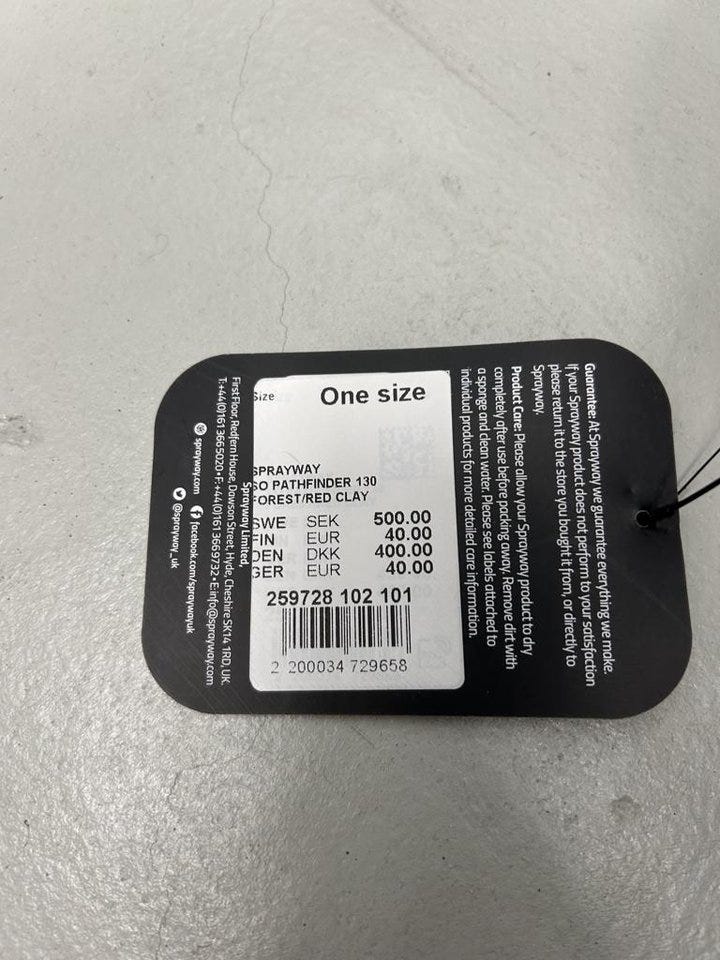 Size
One size
SPRAYWAY
SO PATHFINDER 130
FOREST/RED CLAY
SWE SEK 500.00
FIN EUR 40.00
DEN DKK 400.00
GER EUR 40.00
259728 102 101
2 200034 729658
Guarantee: At Sprayway we guarantee everything we make.
If your Sprayway product does not perform to your satisfaction
please return it to the store you bought it from, or directly to
Sprayway.
Product Care: Please allow your Sprayway product to dry
completely after use before packing away. Remove dirt with
a sponge and clean water. Please see labels attached to
individual products for more detailed care information.
Sprayway Limited,
First Floor, Redfern House, Dawson Street, Hyde, Cheshire SK14 1RD, UK.
T:+44(0)161 366 5020 • F:+44(0)161 366 9732 • E:info@sprayway.com
sprayway.com facebook.com/spraywayuk
@sprayway_uk